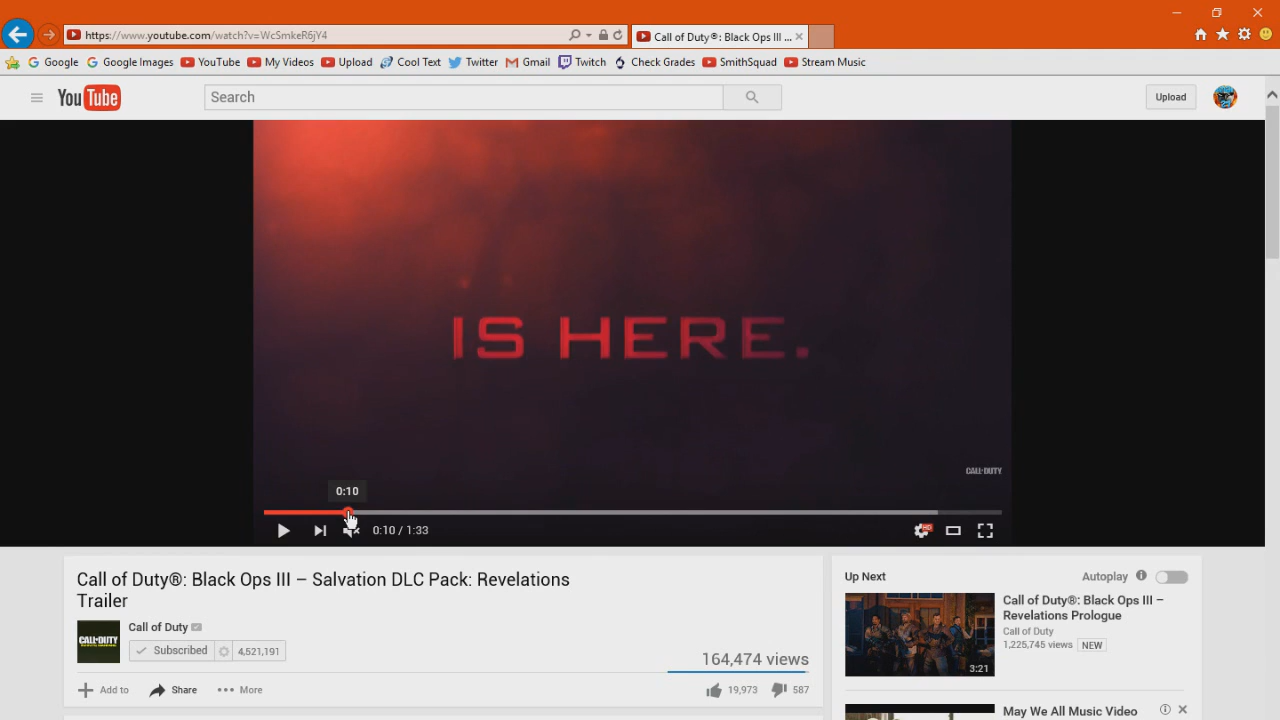 https://www.youtube.com/watch?v=WcSmkeR6jY4
Call of Duty®: Black Ops III ...
Google
Google Images
YouTube
My Videos
Upload
Cool Text
Twitter
Gmail
Twitch
Check Grades
SmithSquad
Stream Music
YouTube
Search
Upload
IS HERE.
CALL·DUTY
0:10
0:10 / 1:33
HD
Call of Duty®: Black Ops III – Salvation DLC Pack: Revelations
Trailer
CALL·DUTY
Call of Duty
Subscribed
4,521,191
164,474 views
Add to
Share
More
19,973
587
Up Next
Autoplay
Call of Duty®: Black Ops III –
Revelations Prologue
Call of Duty
1,225,745 views NEW
3:21
May We All Music Video